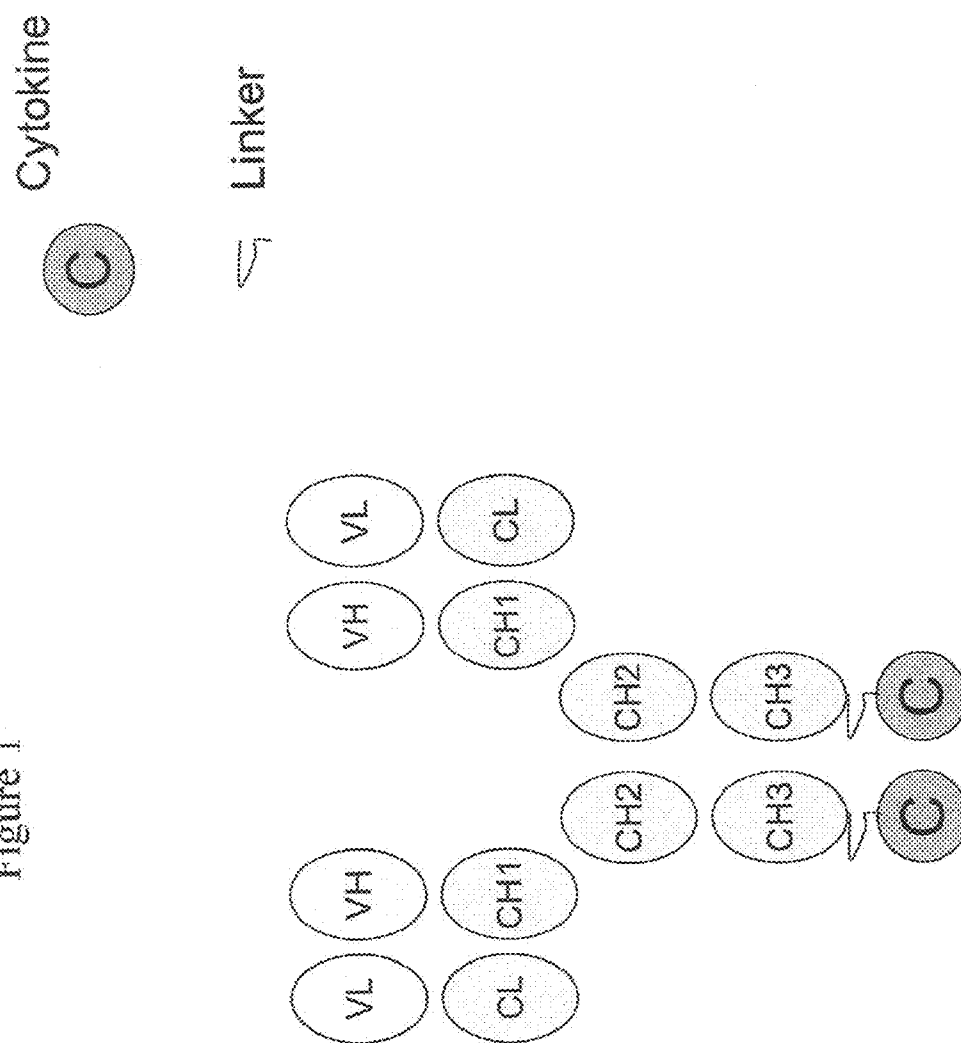 Figure 1
C Cytokine
Linker
VL VH VH VL
CL CH1 CH1 CL
CH2 CH2
CH3 CH3
C C